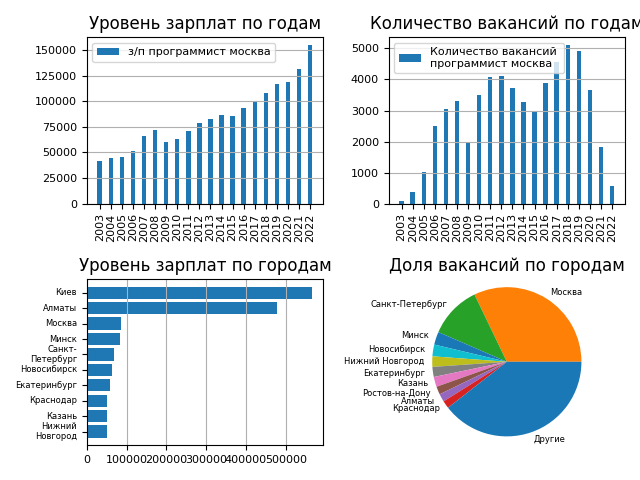 Уровень зарплат по годам
150000
125000
100000
75000
50000
25000
0
з/п программист москва
2003 2004 2005 2006 2007 2008 2009 2010 2011 2012 2013 2014 2015 2016 2017 2018 2019 2020 2021 2022
Количество вакансий по годам
5000
4000
3000
2000
1000
0
Количество вакансий
программист москва
2003 2004 2005 2006 2007 2008 2009 2010 2011 2012 2013 2014 2015 2016 2017 2018 2019 2020 2021 2022
Уровень зарплат по городам
Киев
Алматы
Москва
Минск
Санкт-
Петербург
Новосибирск
Екатеринбург
Краснодар
Казань
Нижний
Новгород
0 100000 200000 300000 400000 500000
Доля вакансий по городам
Москва
Санкт-Петербург
Минск
Новосибирск
Нижний Новгород
Екатеринбург
Казань
Ростов-на-Дону
Алматы
Краснодар
Другие